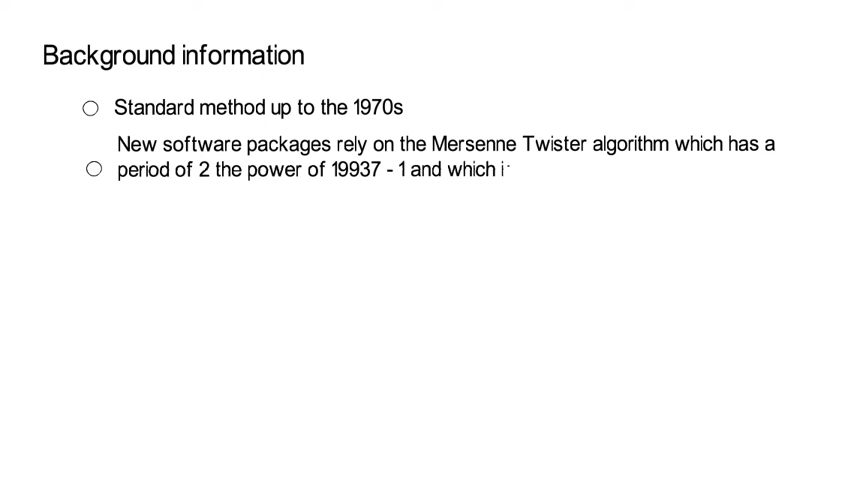 Background information
Standard method up to the 1970s
New software packages rely on the Mersenne Twister algorithm which has a
period of 2 the power of 19937 - 1 and which